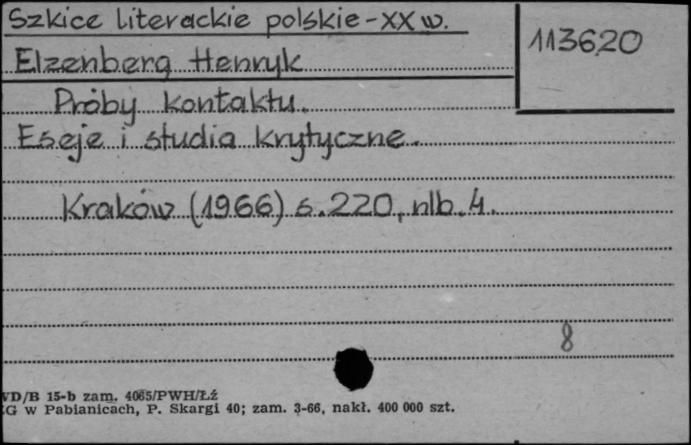 Szkice literackie polskie - XX w.
113620
Elzenberg Henryk
Próby kontaktu.
Eseje i studia krytyczne.
Kraków (1966) s. 220, nlb. 4.
8
VD/B 15-b zam. 4065/PWH/Łź
G w Pabianicach, P. Skargi 40; zam. 3-66, nakł. 400 000 szt.